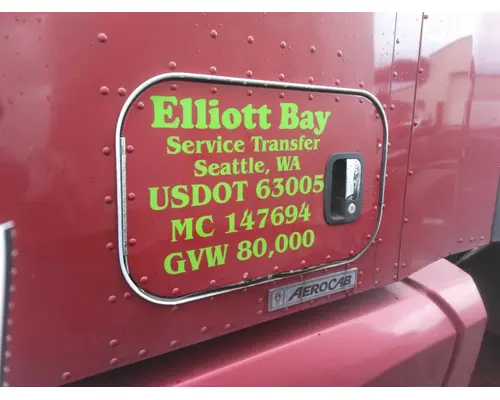 Elliott Bay
Service Transfer
Seattle, WA
USDOT 63005
MC 147694
GVW 80,000
AEROCAB